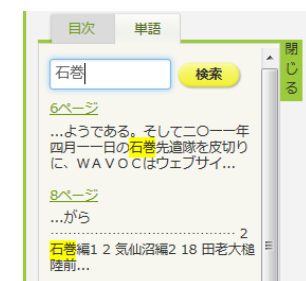 目次 単語
閉じる
石巻 検索
6ページ
...ようである。そして二〇一一年
四月一一日の石巻先遣隊を皮切り
に、ＷＡＶＯＣはウェブサイ...
8ページ
...がら
............................................ 2
石巻編1 2 気仙沼編2 18 田老大槌
陸前...